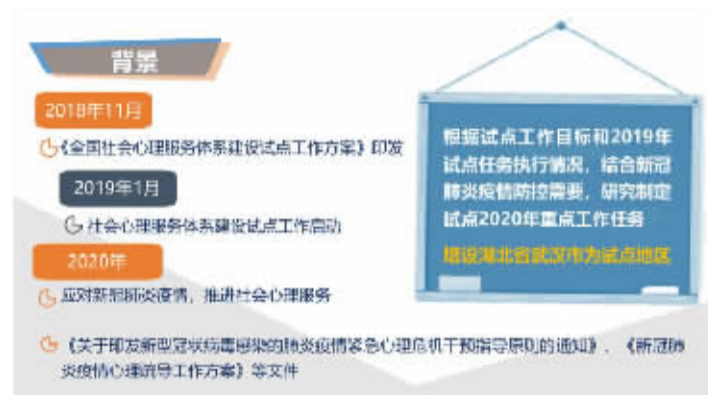 背景
2018年11月
《全国社会心理服务体系建设试点工作方案》印发
2019年1月
社会心理服务体系建设试点工作启动
2020年
应对新冠肺炎疫情，推进社会心理服务
《关于印发新型冠状病毒感染的肺炎疫情紧急心理危机干预指导原则的通知》、《新冠肺
炎疫情心理疏导工作方案》等文件
根据试点工作目标和2019年
试点任务执行情况，结合新冠
肺炎疫情防控需要，研究制定
试点2020年重点工作任务
增设湖北省武汉市为试点地区